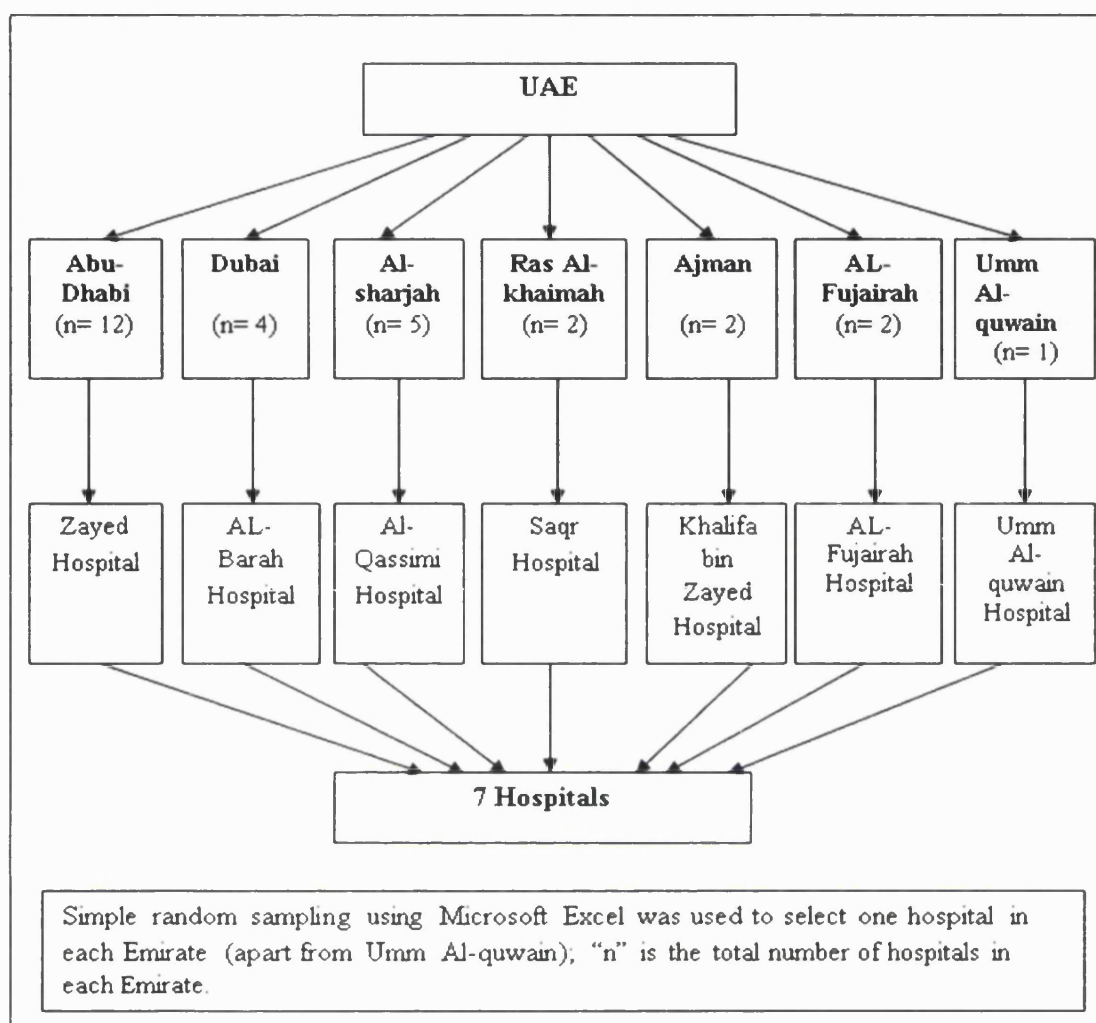 UAE
Abu-
Dhabi
(n= 12)
Dubai
(n= 4)
Al-
sharjah
(n= 5)
Ras Al-
khaimah
(n= 2)
Ajman
(n= 2)
AL-
Fujairah
(n= 2)
Umm
Al-
quwain
(n= 1)
Zayed
Hospital
AL-
Barah
Hospital
Al-
Qassimi
Hospital
Saqr
Hospital
Khalifa
bin
Zayed
Hospital
AL-
Fujairah
Hospital
Umm
Al-
quwain
Hospital
7 Hospitals
Simple random sampling using Microsoft Excel was used to select one hospital in
each Emirate (apart from Umm Al-quwain); “n” is the total number of hospitals in
each Emirate.